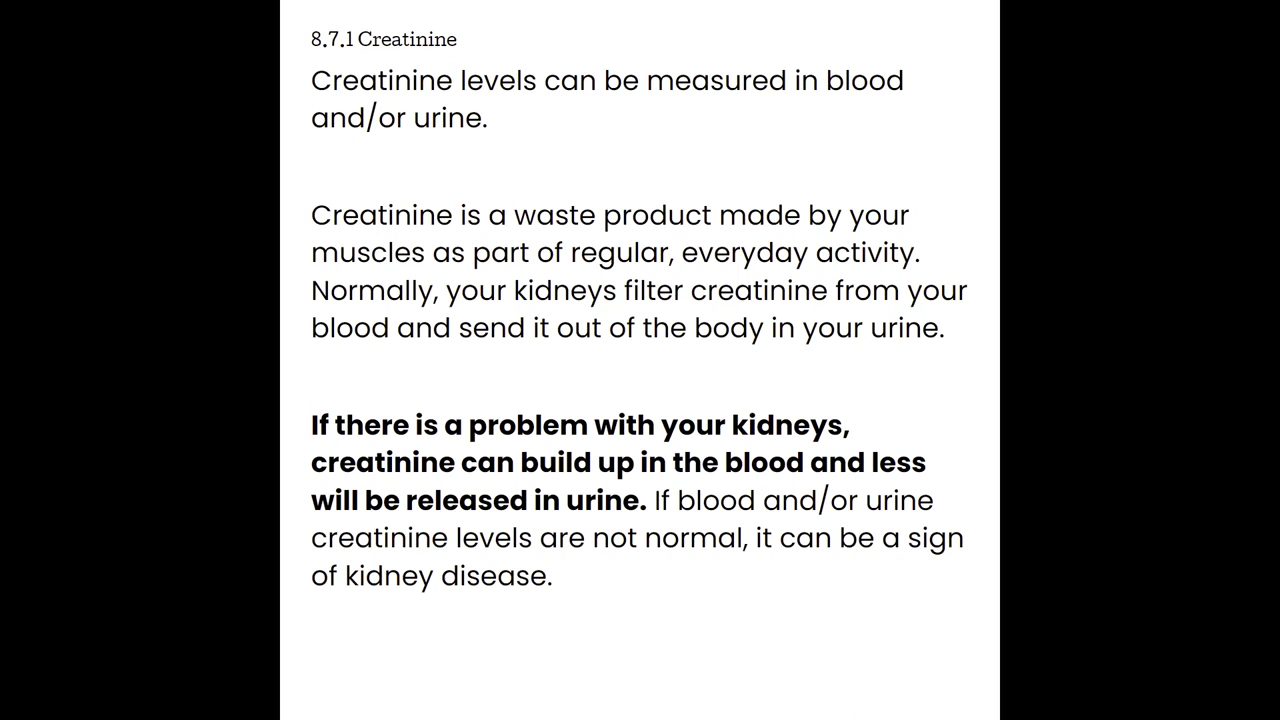 8.7.1 Creatinine
Creatinine levels can be measured in blood
and/or urine.
Creatinine is a waste product made by your
muscles as part of regular, everyday activity.
Normally, your kidneys filter creatinine from your
blood and send it out of the body in your urine.
If there is a problem with your kidneys,
creatinine can build up in the blood and less
will be released in urine. If blood and/or urine
creatinine levels are not normal, it can be a sign
of kidney disease.